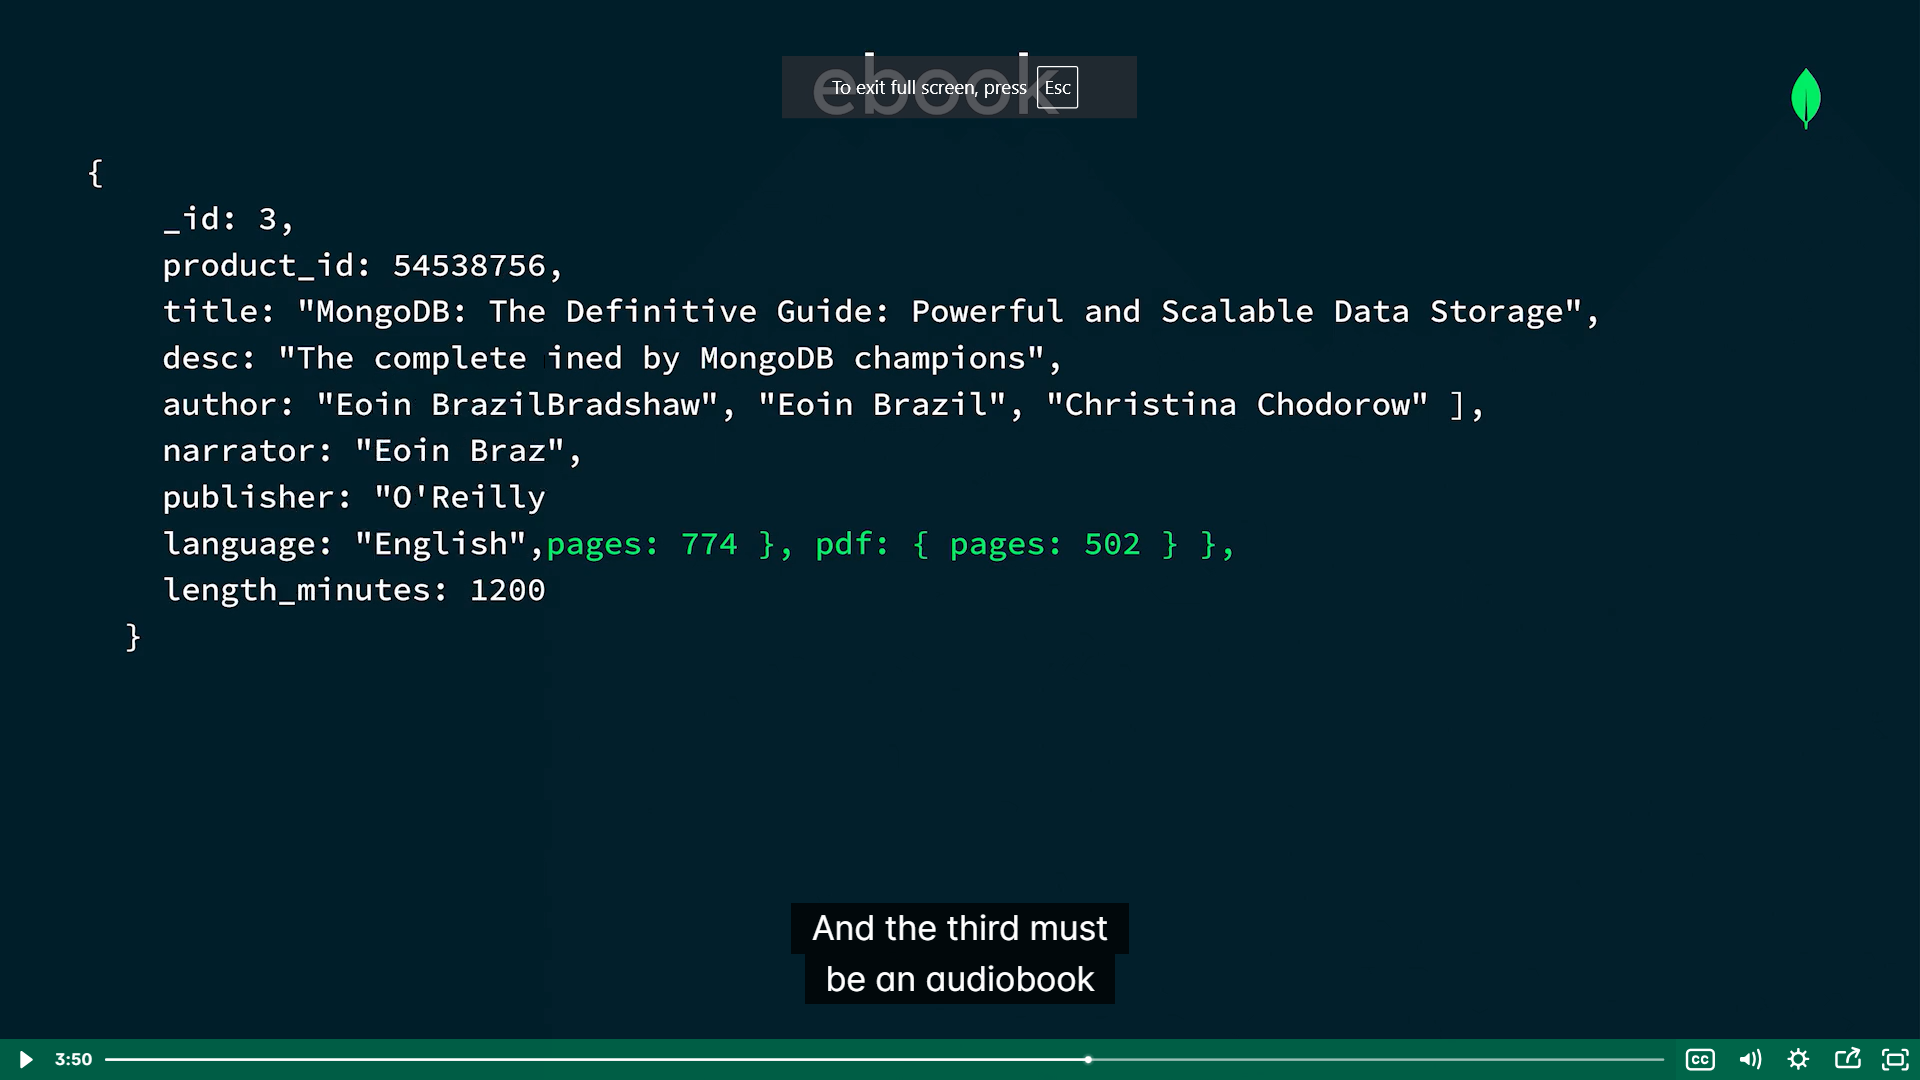 ebook
To exit full screen, press Esc
{
_id: 3,
product_id: 54538756,
title: "MongoDB: The Definitive Guide: Powerful and Scalable Data Storage",
desc: "The complete ined by MongoDB champions",
author: "Eoin BrazilBradshaw", "Eoin Brazil", "Christina Chodorow" ],
narrator: "Eoin Braz",
publisher: "O'Reilly
language: "English",pages: 774 }, pdf: { pages: 502 } },
length_minutes: 1200
}
And the third must
be an audiobook
3:50
CC